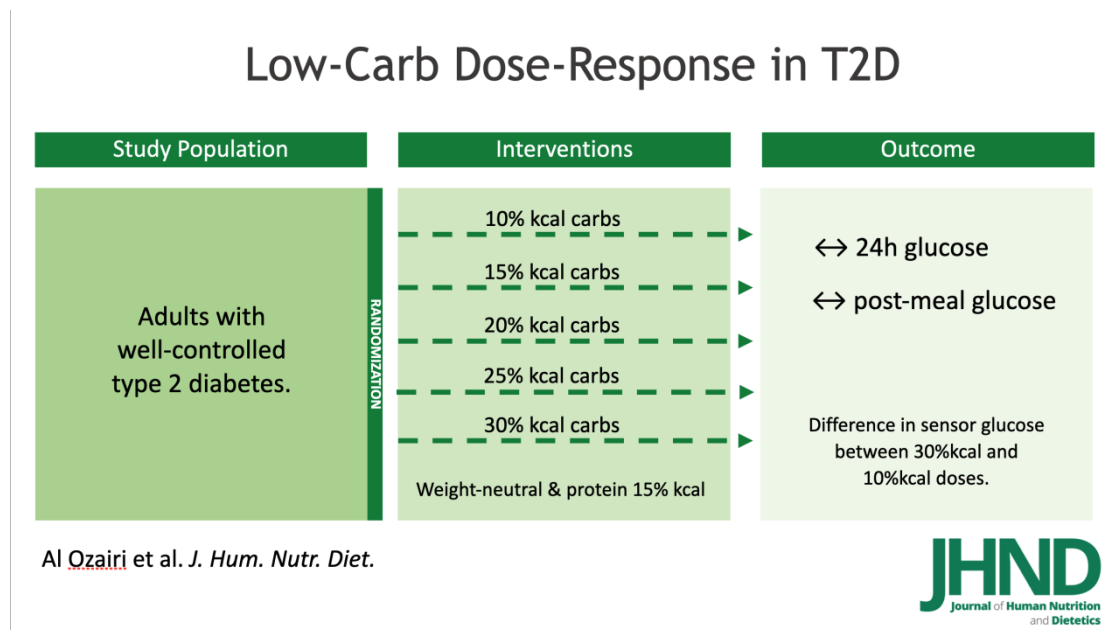 Low-Carb Dose-Response in T2D
Study Population
Interventions
Outcome
Adults with
well-controlled
type 2 diabetes.
RANDOMIZATION
10% kcal carbs
15% kcal carbs
20% kcal carbs
25% kcal carbs
30% kcal carbs
Weight-neutral & protein 15% kcal
↔ 24h glucose
↔ post-meal glucose
Difference in sensor glucose
between 30%kcal and
10%kcal doses.
Al Ozairi et al. J. Hum. Nutr. Diet.
JHND
Journal of Human Nutrition
and Dietetics